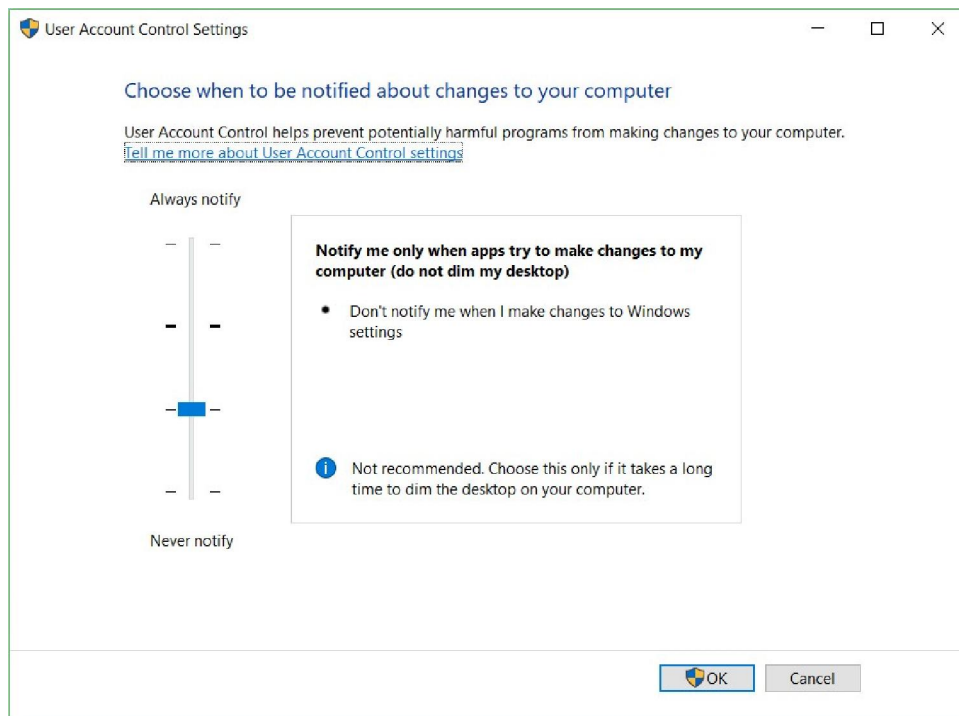 User Account Control Settings
Choose when to be notified about changes to your computer
User Account Control helps prevent potentially harmful programs from making changes to your computer.
Tell me more about User Account Control settings
Always notify
Notify me only when apps try to make changes to my
computer (do not dim my desktop)
• Don't notify me when I make changes to Windows
settings
Not recommended. Choose this only if it takes a long
time to dim the desktop on your computer.
Never notify
OK Cancel